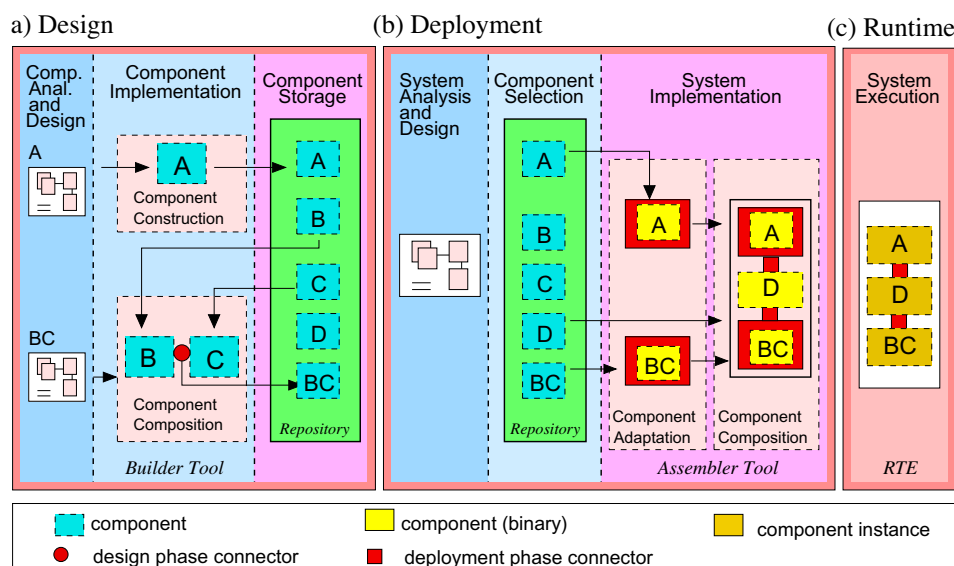 a) Design
(b) Deployment
(c) Runtime
Comp.
Anal.
and
Design
Component
Implementation
Component
Storage
A
A
Component
Construction
A
B
C
D
BC
BC
B
C
Component
Composition
Repository
Builder Tool
System
Analysis
and
Design
Component
Selection
System
Implementation
A
B
C
D
BC
Repository
A
BC
Component
Adaptation
A
D
BC
Component
Composition
Assembler Tool
System
Execution
A
D
BC
RTE
component
component (binary)
component instance
design phase connector
deployment phase connector